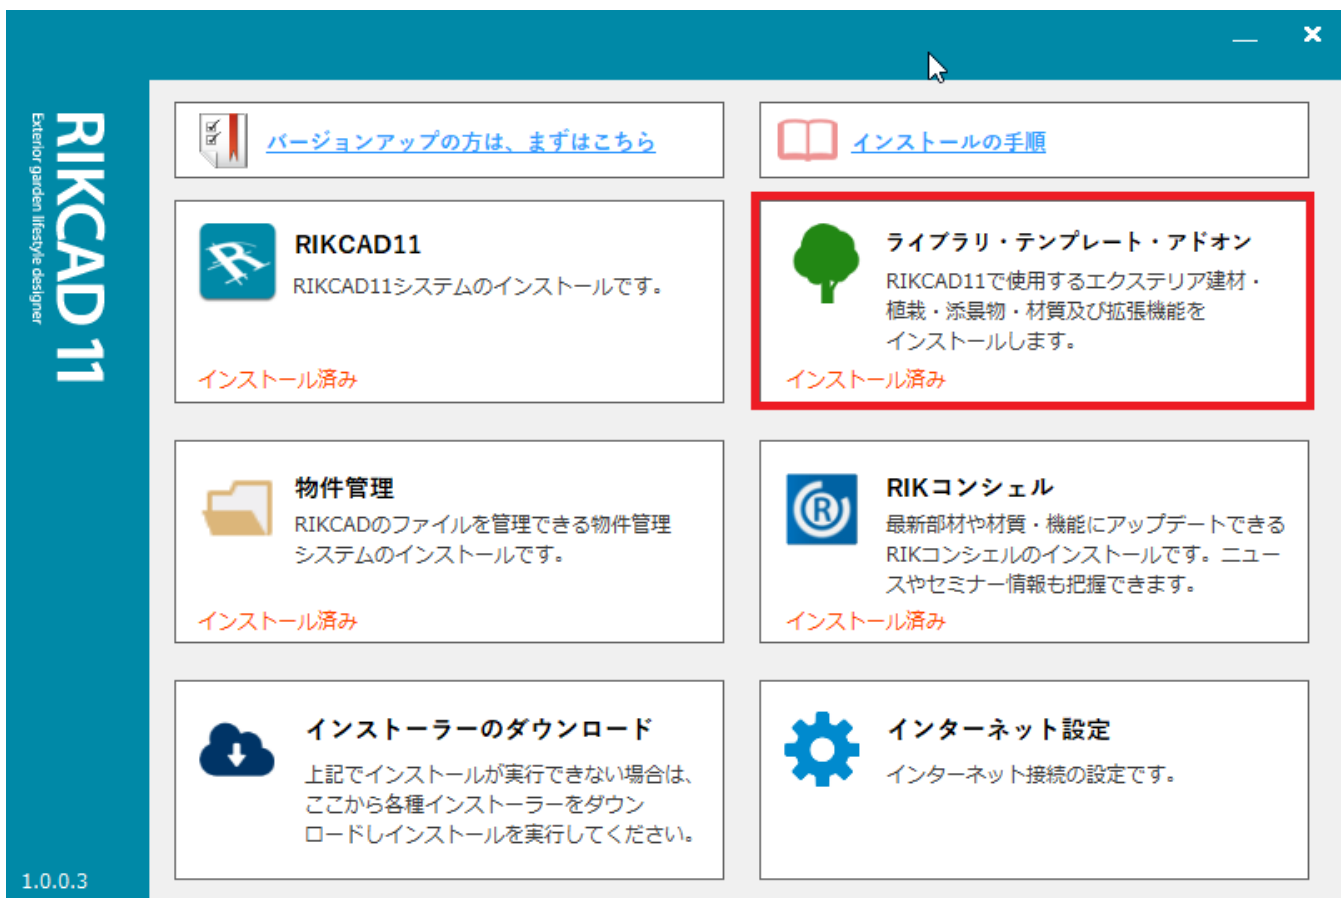 RIKCAD 11
Exterior garden lifestyle designer
バージョンアップの方は、まずはこちら
インストールの手順
RIKCAD11
RIKCAD11システムのインストールです。
インストール済み
ライブラリ・テンプレート・アドオン
RIKCAD11で使用するエクステリア建材・
植栽・添景物・材質及び拡張機能を
インストールします。
インストール済み
物件管理
RIKCADのファイルを管理できる物件管理
システムのインストールです。
インストール済み
RIKコンシェル
最新部材や材質・機能にアップデートできる
RIKコンシェルのインストールです。ニュー
スやセミナー情報も把握できます。
インストール済み
インストーラーのダウンロード
上記でインストールが実行できない場合は、
ここから各種インストーラーをダウン
ロードしインストールを実行してください。
インターネット設定
インターネット接続の設定です。
1.0.0.3